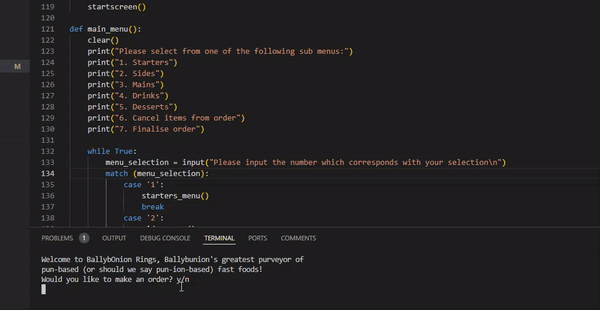 119 startscreen()
120
121 def main_menu():
122 clear()
123 print("Please select from one of the following sub menus:")
124 print("1. Starters")
125 print("2. Sides")
126 print("3. Mains")
127 print("4. Drinks")
128 print("5. Desserts")
129 print("6. Cancel items from order")
130 print("7. Finalise order")
131
132 while True:
133 menu_selection = input("Please input the number which corresponds with your selection\n")
M
134 match (menu_selection):
135 case '1':
136 starters_menu()
137 break
138 case '2':
PROBLEMS 1 OUTPUT DEBUG CONSOLE TERMINAL PORTS COMMENTS
Welcome to BallybOnion Rings, Ballybunion's greatest purveyor of
pun-based (or should we say pun-ion-based) fast foods!
Would you like to make an order? y/n